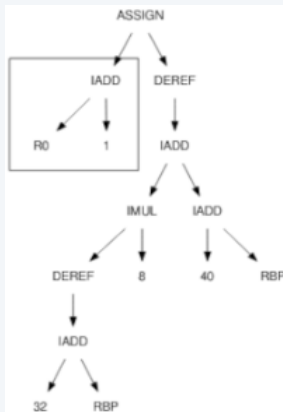 ASSIGN
IADD DEREF
R0 1 IADD
IMUL IADD
DEREF 8 40 RBP
IADD
32 RBP